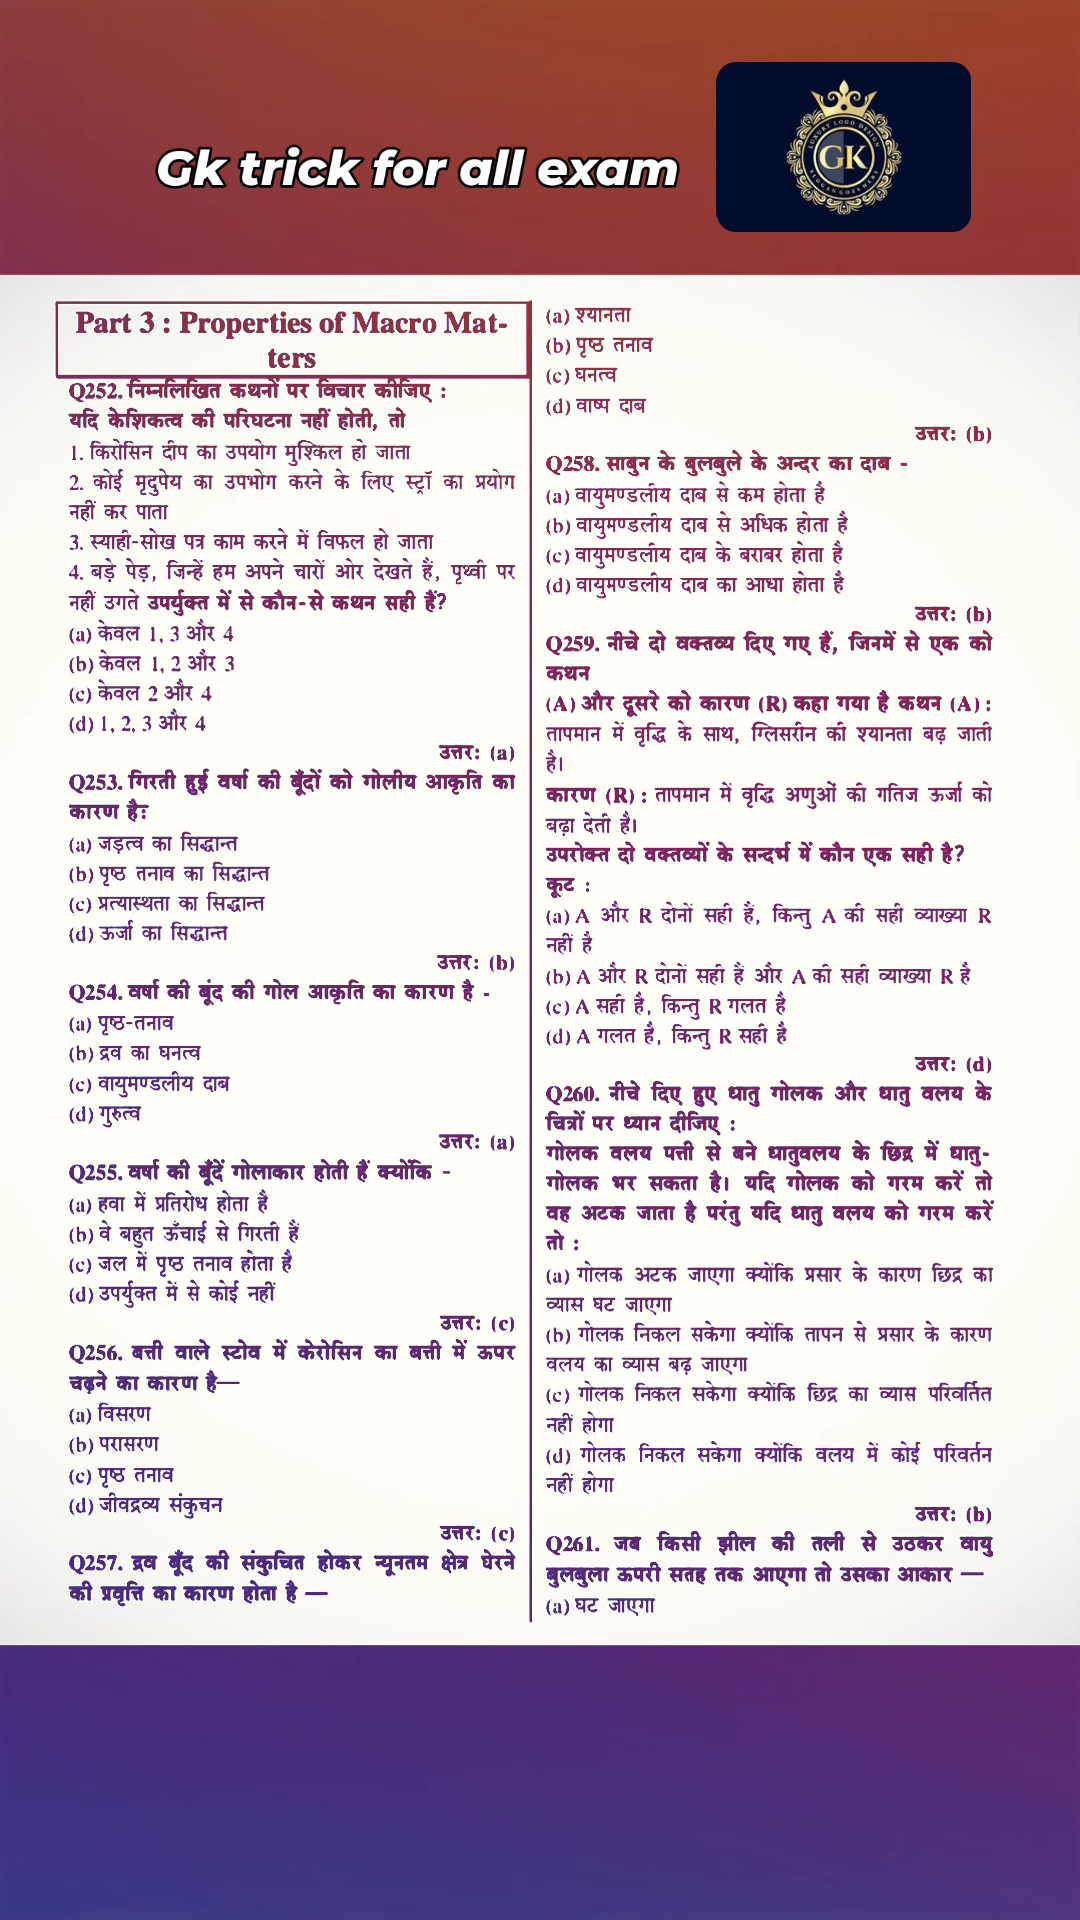 Gk trick for all exam
LUXURY LOGO DESIGN
GK
SLOGAN GOES HERE
Part 3 : Properties of Macro Mat-
ters
Q252. निम्नलिखित कथनों पर विचार कीजिए :
यदि केशिकत्व की परिघटना नहीं होती, तो
1. किरोसिन दीप का उपयोग मुश्किल हो जाता
2. कोई मृदुपेय का उपभोग करने के लिए स्ट्रॉ का प्रयोग
नहीं कर पाता
3. स्याही-सोख पत्र काम करने में विफल हो जाता
4. बड़े पेड़, जिन्हें हम अपने चारों ओर देखते हैं, पृथ्वी पर
नहीं उगते उपर्युक्त में से कौन-से कथन सही हैं?
(a) केवल 1, 3 और 4
(b) केवल 1, 2 और 3
(c) केवल 2 और 4
(d) 1, 2, 3 और 4
उत्तर: (a)
Q253. गिरती हुई वर्षा की बूँदों को गोलीय आकृति का
कारण हैः
(a) जड़त्व का सिद्धान्त
(b) पृष्ठ तनाव का सिद्धान्त
(c) प्रत्यास्थता का सिद्धान्त
(d) ऊर्जा का सिद्धान्त
उत्तर: (b)
Q254. वर्षा की बूंद की गोल आकृति का कारण है -
(a) पृष्ठ-तनाव
(b) द्रव का घनत्व
(c) वायुमण्डलीय दाब
(d) गुरुत्व
उत्तर: (a)
Q255. वर्षा की बूँदें गोलाकार होती हैं क्योंकि -
(a) हवा में प्रतिरोध होता है
(b) वे बहुत ऊँचाई से गिरती हैं
(c) जल में पृष्ठ तनाव होता है
(d) उपर्युक्त में से कोई नहीं
उत्तर: (c)
Q256. बत्ती वाले स्टोव में केरोसिन का बत्ती में ऊपर
चढ़ने का कारण है—
(a) विसरण
(b) परासरण
(c) पृष्ठ तनाव
(d) जीवद्रव्य संकुचन
उत्तर: (c)
Q257. द्रव बूँद की संकुचित होकर न्यूनतम क्षेत्र घेरने
की प्रवृत्ति का कारण होता है —
(a) श्यानता
(b) पृष्ठ तनाव
(c) घनत्व
(d) वाष्प दाब
उत्तर: (b)
Q258. साबुन के बुलबुले के अन्दर का दाब -
(a) वायुमण्डलीय दाब से कम होता है
(b) वायुमण्डलीय दाब से अधिक होता है
(c) वायुमण्डलीय दाब के बराबर होता है
(d) वायुमण्डलीय दाब का आधा होता है
उत्तर: (b)
Q259. नीचे दो वक्तव्य दिए गए हैं, जिनमें से एक को
कथन
(A) और दूसरे को कारण (R) कहा गया है कथन (A) :
तापमान में वृद्धि के साथ, ग्लिसरीन की श्यानता बढ़ जाती
है।
कारण (R) : तापमान में वृद्धि अणुओं की गतिज ऊर्जा को
बढ़ा देती है।
उपरोक्त दो वक्तव्यों के सन्दर्भ में कौन एक सही है?
कूट :
(a) A और R दोनों सही हैं, किन्तु A की सही व्याख्या R
नहीं है
(b) A और R दोनों सही हैं और A की सही व्याख्या R है
(c) A सही है, किन्तु R गलत है
(d) A गलत है, किन्तु R सही है
उत्तर: (d)
Q260. नीचे दिए हुए धातु गोलक और धातु वलय के
चित्रों पर ध्यान दीजिए :
गोलक वलय पत्ती से बने धातुवलय के छिद्र में धातु-
गोलक भर सकता है। यदि गोलक को गरम करें तो
वह अटक जाता है परंतु यदि धातु वलय को गरम करें
तो :
(a) गोलक अटक जाएगा क्योंकि प्रसार के कारण छिद्र का
व्यास घट जाएगा
(b) गोलक निकल सकेगा क्योंकि तापन से प्रसार के कारण
वलय का व्यास बढ़ जाएगा
(c) गोलक निकल सकेगा क्योंकि छिद्र का व्यास परिवर्तित
नहीं होगा
(d) गोलक निकल सकेगा क्योंकि वलय में कोई परिवर्तन
नहीं होगा
उत्तर: (b)
Q261. जब किसी झील की तली से उठकर वायु
बुलबुला ऊपरी सतह तक आएगा तो उसका आकार —
(a) घट जाएगा